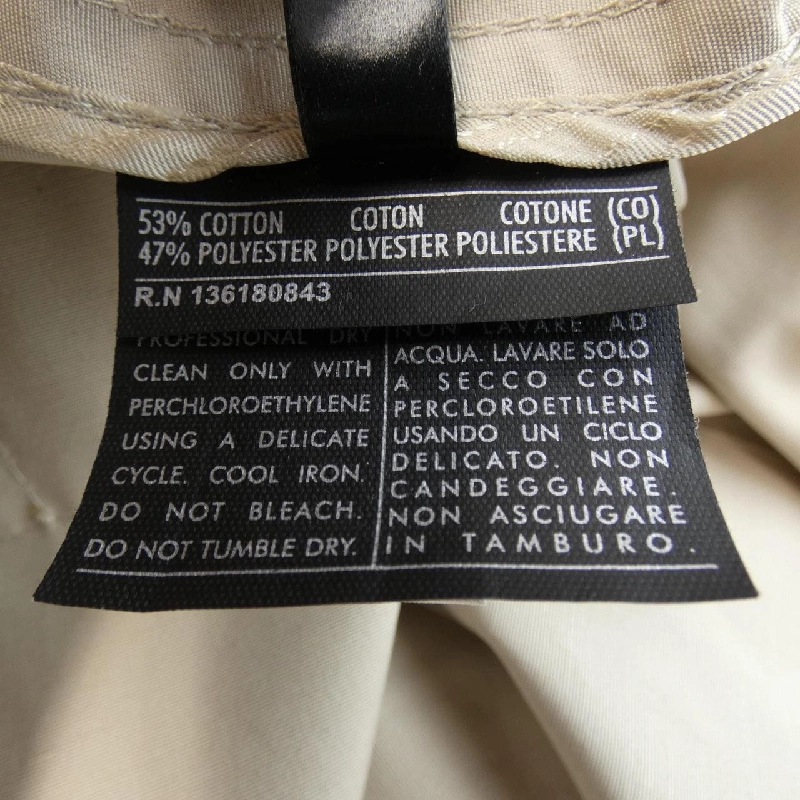 53% COTTON COTON COTONE (CO)
47% POLYESTER POLYESTER POLIESTERE (PL)
R.N 136180843
PROFESSIONAL DRY
CLEAN ONLY WITH
PERCHLOROETHYLENE
USING A DELICATE
CYCLE. COOL IRON.
DO NOT BLEACH.
DO NOT TUMBLE DRY.
NON LAVARE AD
ACQUA. LAVARE SOLO
A SECCO CON
PERCLOROETILENE
USANDO UN CICLO
DELICATO. NON
CANDEGGIARE.
NON ASCIUGARE
IN TAMBURO.